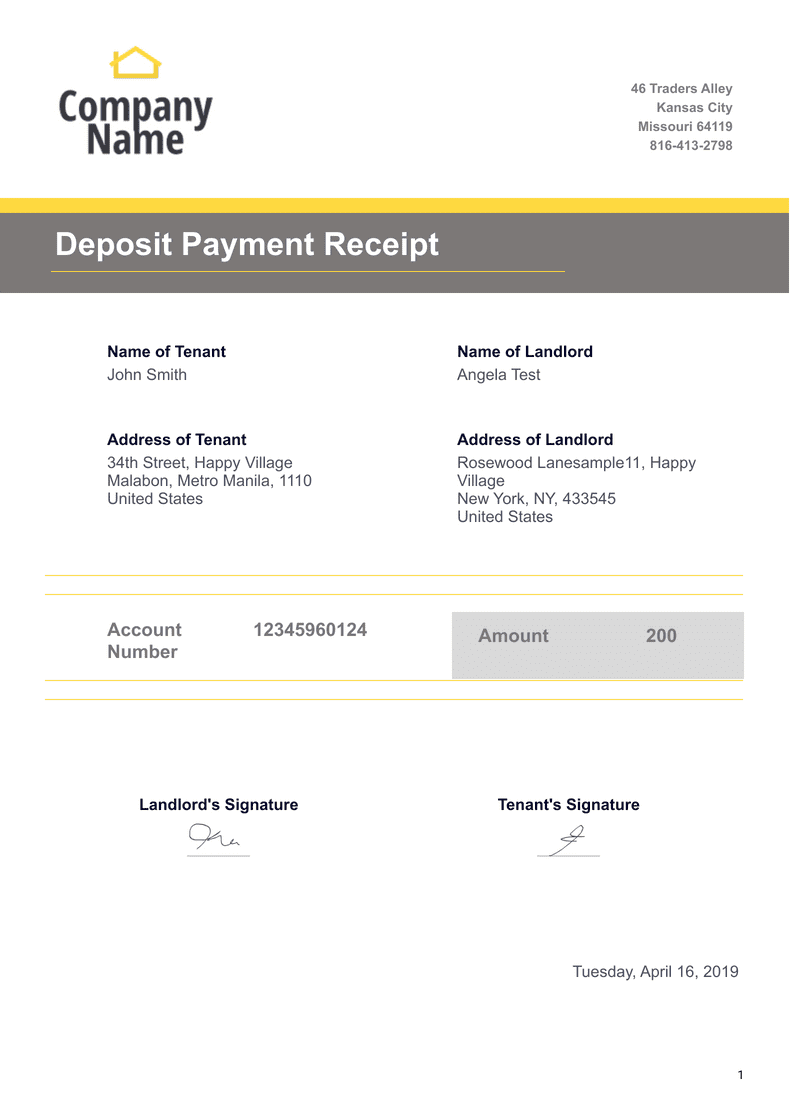 Company
Name
46 Traders Alley
Kansas City
Missouri 64119
816-413-2798
Deposit Payment Receipt
Name of Tenant
John Smith
Name of Landlord
Angela Test
Address of Tenant
34th Street, Happy Village
Malabon, Metro Manila, 1110
United States
Address of Landlord
Rosewood Lanesample11, Happy
Village
New York, NY, 433545
United States
Account
Number
12345960124
Amount
200
Landlord's Signature
Tenant's Signature
Tuesday, April 16, 2019
1